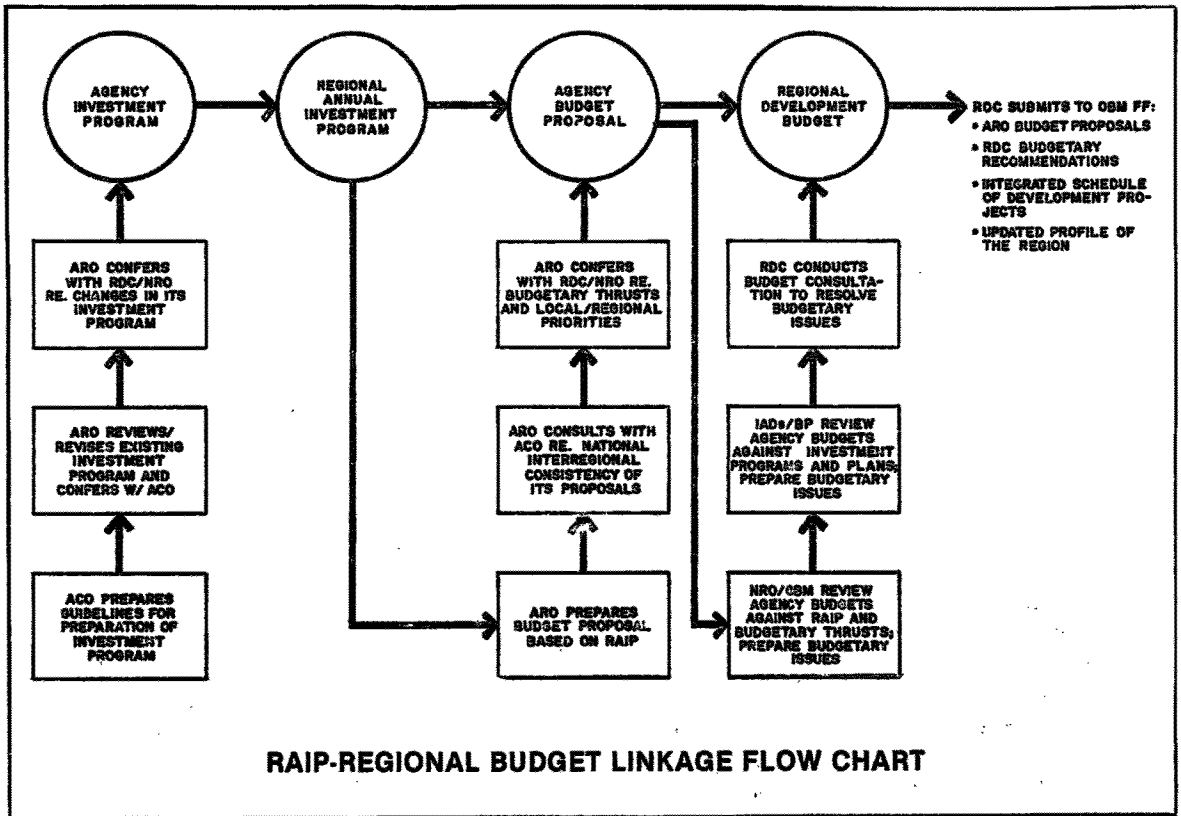 AGENCY
INVESTMENT
PROGRAM
REGIONAL
ANNUAL
INVESTMENT
PROGRAM
AGENCY
BUDGET
PROPOSAL
REGIONAL
DEVELOPMENT
BUDGET
RDC SUBMITS TO OBM FF:
• ARO BUDGET PROPOSALS
• RDC BUDGETARY
RECOMMENDATIONS
• INTEGRATED SCHEDULE
OF DEVELOPMENT PRO-
JECTS
• UPDATED PROFILE OF
THE REGION
ARO CONFERS
WITH RDC/NRO
RE. CHANGES IN ITS
INVESTMENT
PROGRAM
ARO CONFERS
WITH RDC/NRO RE.
BUDGETARY THRUSTS
AND LOCAL/REGIONAL
PRIORITIES
RDC CONDUCTS
BUDGET CONSULTA-
TION TO RESOLVE
BUDGETARY
ISSUES
ARO REVIEWS/
REVISES EXISTING
INVESTMENT
PROGRAM AND
CONFERS W/ ACO
ARO CONSULTS WITH
ACO RE. NATIONAL
INTERREGIONAL
CONSISTENCY OF
ITS PROPOSALS
IADs/BP REVIEW
AGENCY BUDGETS
AGAINST INVESTMENT
PROGRAMS AND PLANS;
PREPARE BUDGETARY
ISSUES
ACO PREPARES
GUIDELINES FOR
PREPARATION OF
INVESTMENT
PROGRAM
ARO PREPARES
BUDGET PROPOSAL
BASED ON RAIP
NRO/OBM REVIEW
AGENCY BUDGETS
AGAINST RAIP AND
BUDGETARY THRUSTS;
PREPARE BUDGETARY
ISSUES
RAIP-REGIONAL BUDGET LINKAGE FLOW CHART